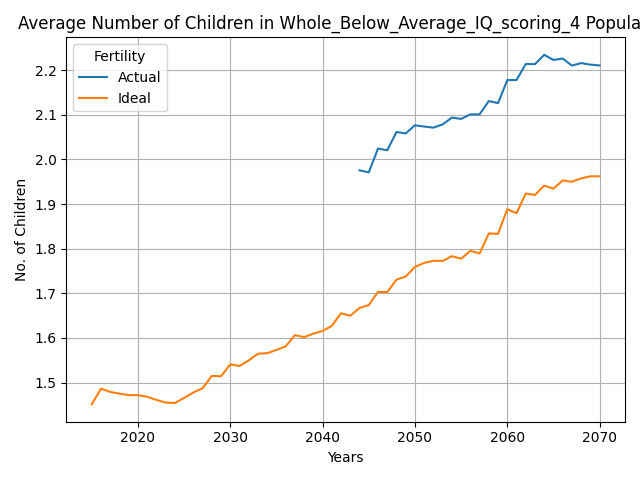 Average Number of Children in Whole_Below_Average_IQ_scoring_4 Popula
Fertility
Actual
Ideal
No. of Children
2.2
2.1
2.0
1.9
1.8
1.7
1.6
1.5
2020 2030 2040 2050 2060 2070
Years